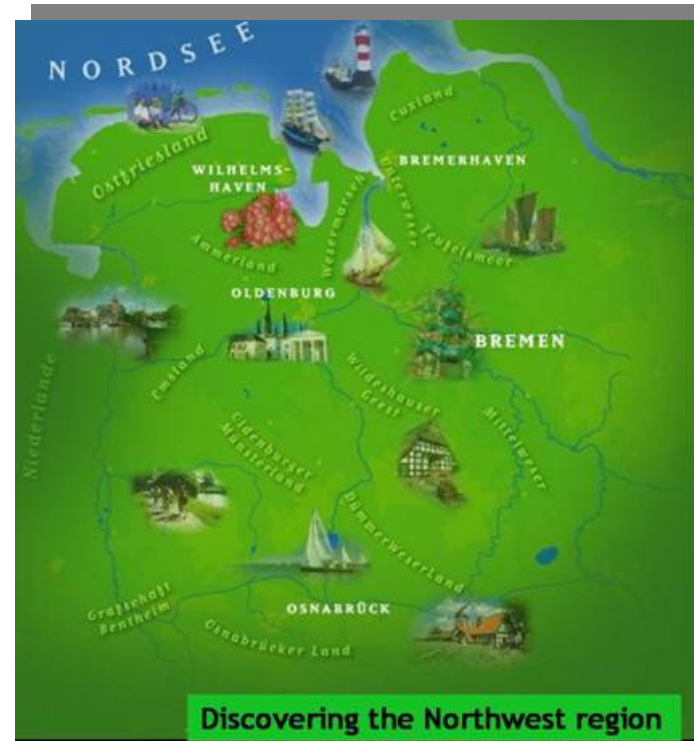 NORDSEE
Cuxland
Ostfriesland
WILHELMS-
HAVEN
BREMERHAVEN
Unterweser
Wesermarsch
Teufelsmoor
Ammerland
OLDENBURG
BREMEN
Emsland
Wildeshauser
Geest
Niederlande
Oldenburger
Münsterland
Mittelweser
DümmerWeserLand
Grafschaft
Bentheim
OSNABRÜCK
Osnabrücker Land
Discovering the Northwest region